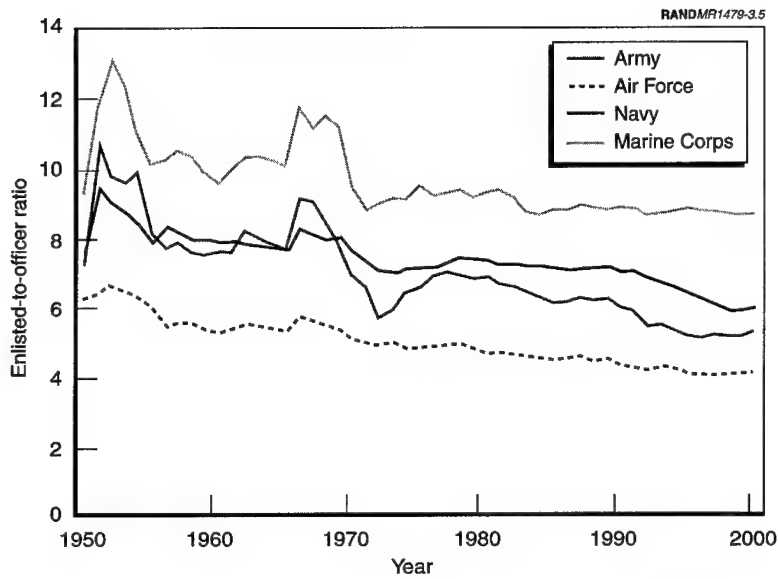 RANDMR1479-3.5
14
12
10
8
6
4
2
0
Enlisted-to-officer ratio
Army
Air Force
Navy
Marine Corps
1950
1960
1970
1980
1990
2000
Year